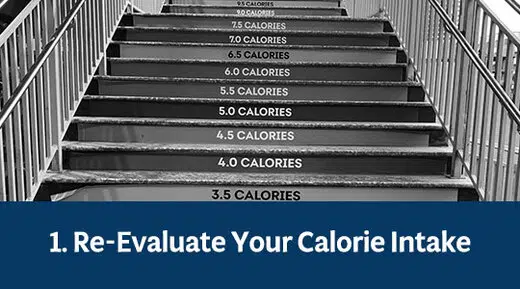 9.5 CALORIES
9.0 CALORIES
7.5 CALORIES
7.0 CALORIES
6.5 CALORIES
6.0 CALORIES
5.5 CALORIES
5.0 CALORIES
4.5 CALORIES
4.0 CALORIES
3.5 CALORIES
1. Re-Evaluate Your Calorie Intake